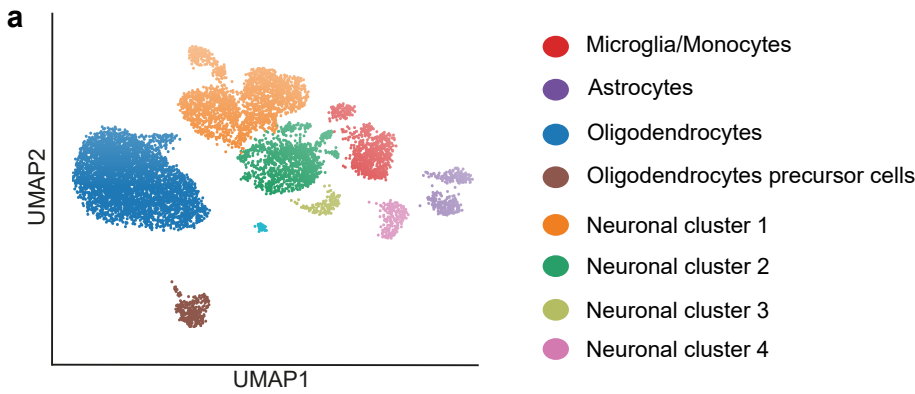 a
Microglia/Monocytes
Astrocytes
Oligodendrocytes
Oligodendrocytes precursor cells
Neuronal cluster 1
Neuronal cluster 2
Neuronal cluster 3
Neuronal cluster 4
UMAP2
UMAP1